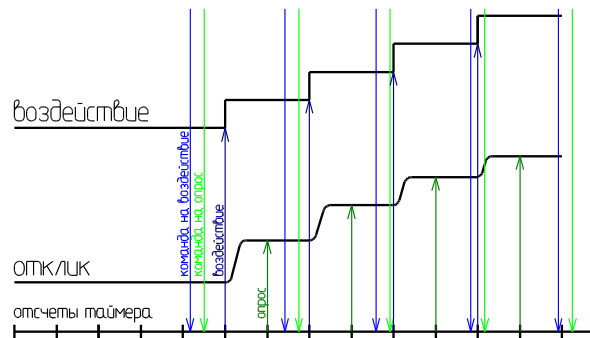 воздействие
команда на воздействие
команда на опрос
воздействие
отклик
опрос
отсчеты таймера